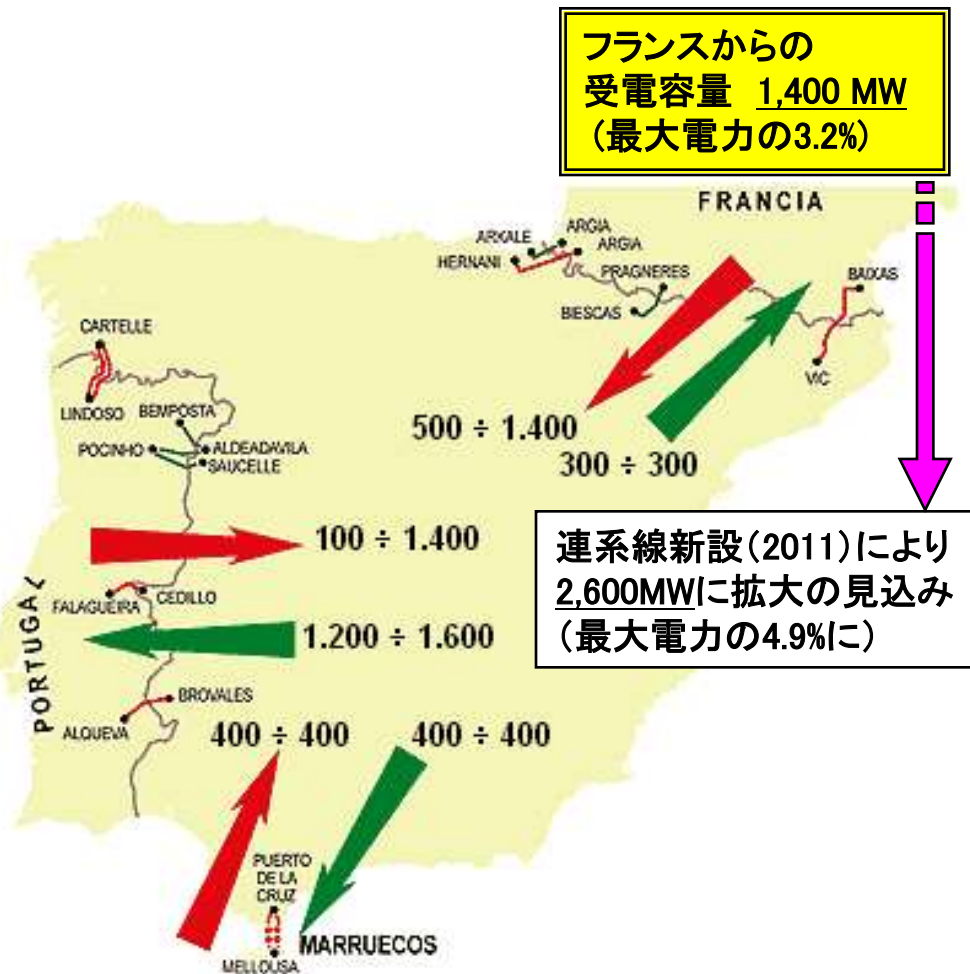 フランスからの
受電容量 1,400 MW
(最大電力の3.2%)
FRANCIA
ARGIA
ARKALE
ARGIA
HERNANI
PRAGNERES
BAIXAS
BIESCAS
CARTELLE
VIC
LINDOSO
BEMPOSTA
500 ÷ 1.400
POCINHO
ALDEADAVILA
SAUCELLE
300 ÷ 300
100 ÷ 1.400
連系線新設(2011)により
2,600MWに拡大の見込み
(最大電力の4.9%に)
CEDILLO
FALAGUEIRA
PORTUGAL
1.200 ÷ 1.600
BROVALES
ALQUEVA
400 ÷ 400
400 ÷ 400
PUERTO
DE LA
CRUZ
MARRUECOS
MELLOUSA